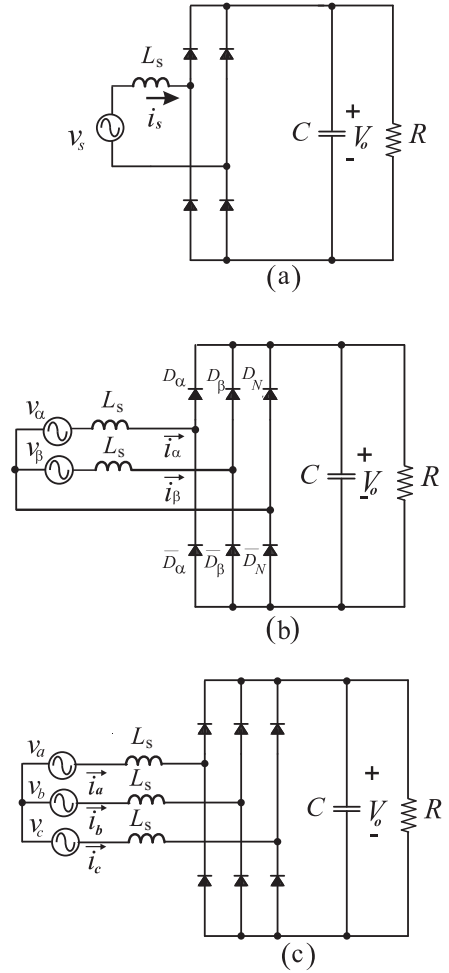 L_s
i_s
v_s
C + V_o - R
(a)
D_α D_β D_N
v_α L_s
i_α
v_β L_s
i_β
C + V_o - R
D̅_α D̅_β D̅_N
(b)
v_a L_s
i_a
v_b L_s
i_b
v_c L_s
i_c
C + V_o - R
(c)